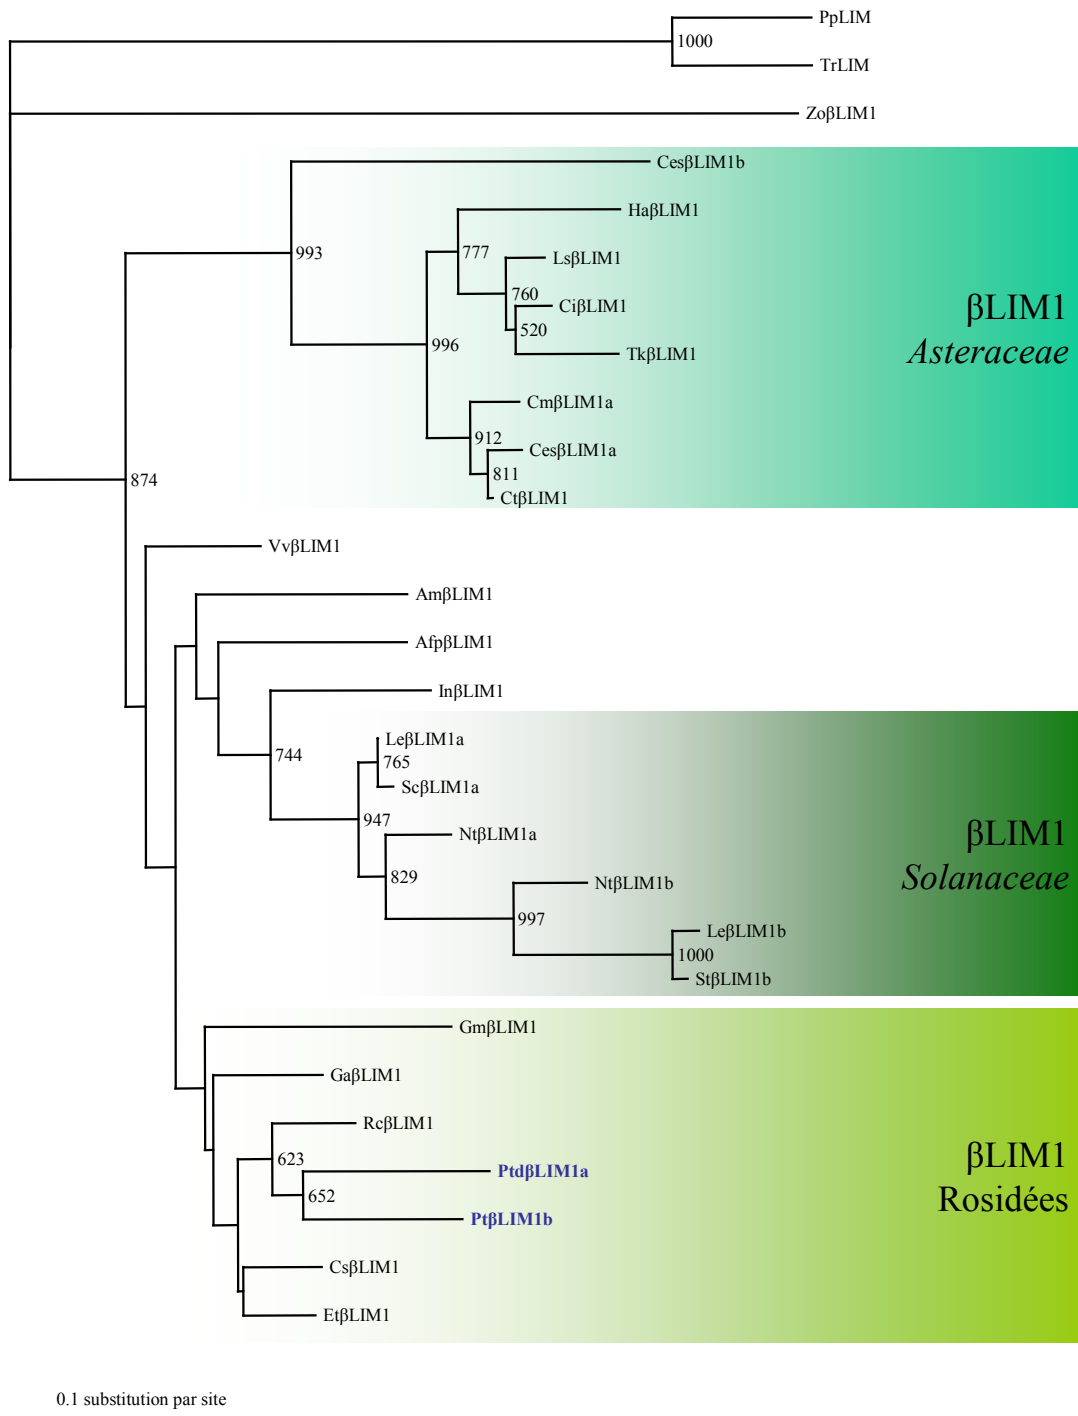 PpLIM
1000
TrLIM
ZoβLIM1
CesβLIM1b
HaβLIM1
993
777
LsβLIM1
760
CiβLIM1
520
996
TkβLIM1
βLIM1
Asteraceae
CmβLIM1a
912
CesβLIM1a
811
874
CtβLIM1
VvβLIM1
AmβLIM1
AfpβLIM1
InβLIM1
LeβLIM1a
744
765
ScβLIM1a
947
NtβLIM1a
829
NtβLIM1b
βLIM1
Solanaceae
997
LeβLIM1b
1000
StβLIM1b
GmβLIM1
GaβLIM1
RcβLIM1
623
PtdβLIM1a
652
PtβLIM1b
βLIM1
Rosidées
CsβLIM1
EtβLIM1
0.1 substitution par site